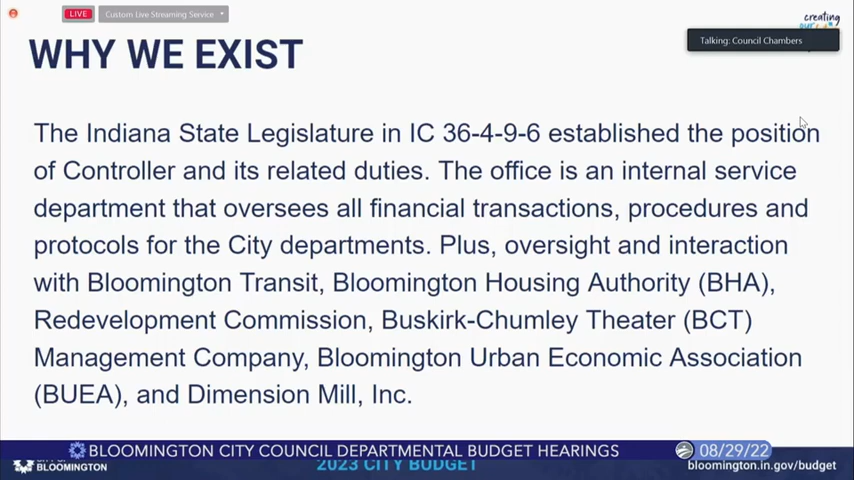 LIVE
Custom Live Streaming Service
creating
Talking: Council Chambers
WHY WE EXIST
The Indiana State Legislature in IC 36-4-9-6 established the position
of Controller and its related duties. The office is an internal service
department that oversees all financial transactions, procedures and
protocols for the City departments. Plus, oversight and interaction
with Bloomington Transit, Bloomington Housing Authority (BHA),
Redevelopment Commission, Buskirk-Chumley Theater (BCT)
Management Company, Bloomington Urban Economic Association
(BUEA), and Dimension Mill, Inc.
BLOOMINGTON CITY COUNCIL DEPARTMENTAL BUDGET HEARINGS
08/29/22
BLOOMINGTON
2023 CITY BUDGET
bloomington.in.gov/budget